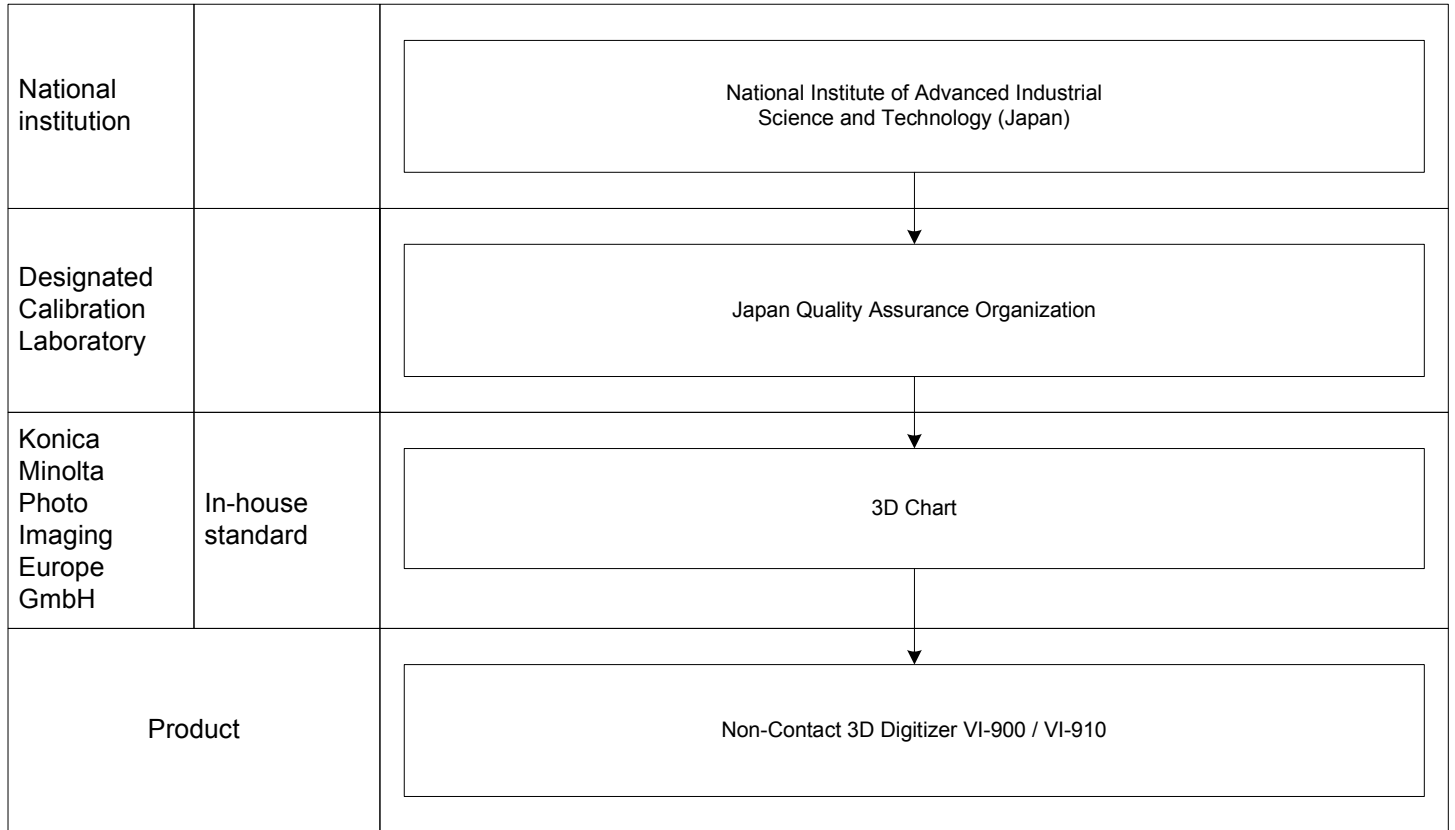 National
institution
National Institute of Advanced Industrial
Science and Technology (Japan)
Designated
Calibration
Laboratory
Japan Quality Assurance Organization
Konica
Minolta
Photo
Imaging
Europe
GmbH
In-house
standard
3D Chart
Product
Non-Contact 3D Digitizer VI-900 / VI-910